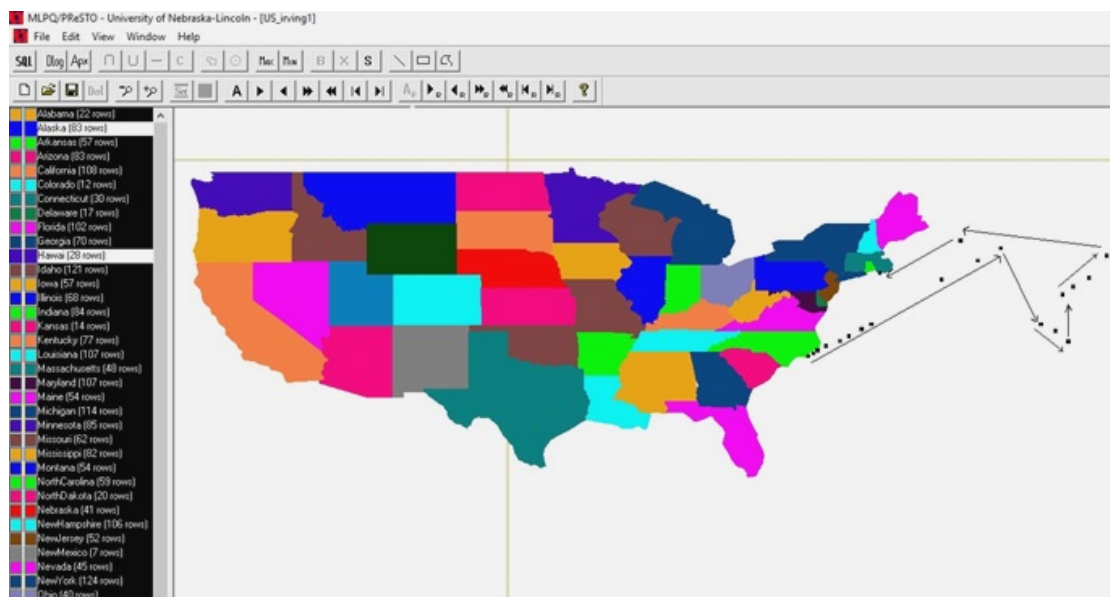 MLPQ/PReSTO - University of Nebraska-Lincoln - [US_irving1]
File Edit View Window Help
SQL Dlog Apx ∩ U − C Max Min B X S
Del A A R R R R R R R ?
Alabama (22 rows)
Alaska (83 rows)
Arkansas (57 rows)
Arizona (83 rows)
California (108 rows)
Colorado (12 rows)
Connecticut (30 rows)
Delaware (17 rows)
Florida (102 rows)
Georgia (70 rows)
Hawai (28 rows)
Idaho (121 rows)
Iowa (57 rows)
Illinois (68 rows)
Indiana (84 rows)
Kansas (14 rows)
Kentucky (77 rows)
Louisiana (107 rows)
Massachusetts (48 rows)
Maryland (107 rows)
Maine (54 rows)
Michigan (114 rows)
Minnesota (85 rows)
Missouri (62 rows)
Mississippi (82 rows)
Montana (54 rows)
NorthCarolina (59 rows)
NorthDakota (20 rows)
Nebraska (41 rows)
NewHampshire (106 rows)
NewJersey (52 rows)
NewMexico (7 rows)
Nevada (45 rows)
NewYork (124 rows)
Ohio (40 rows)